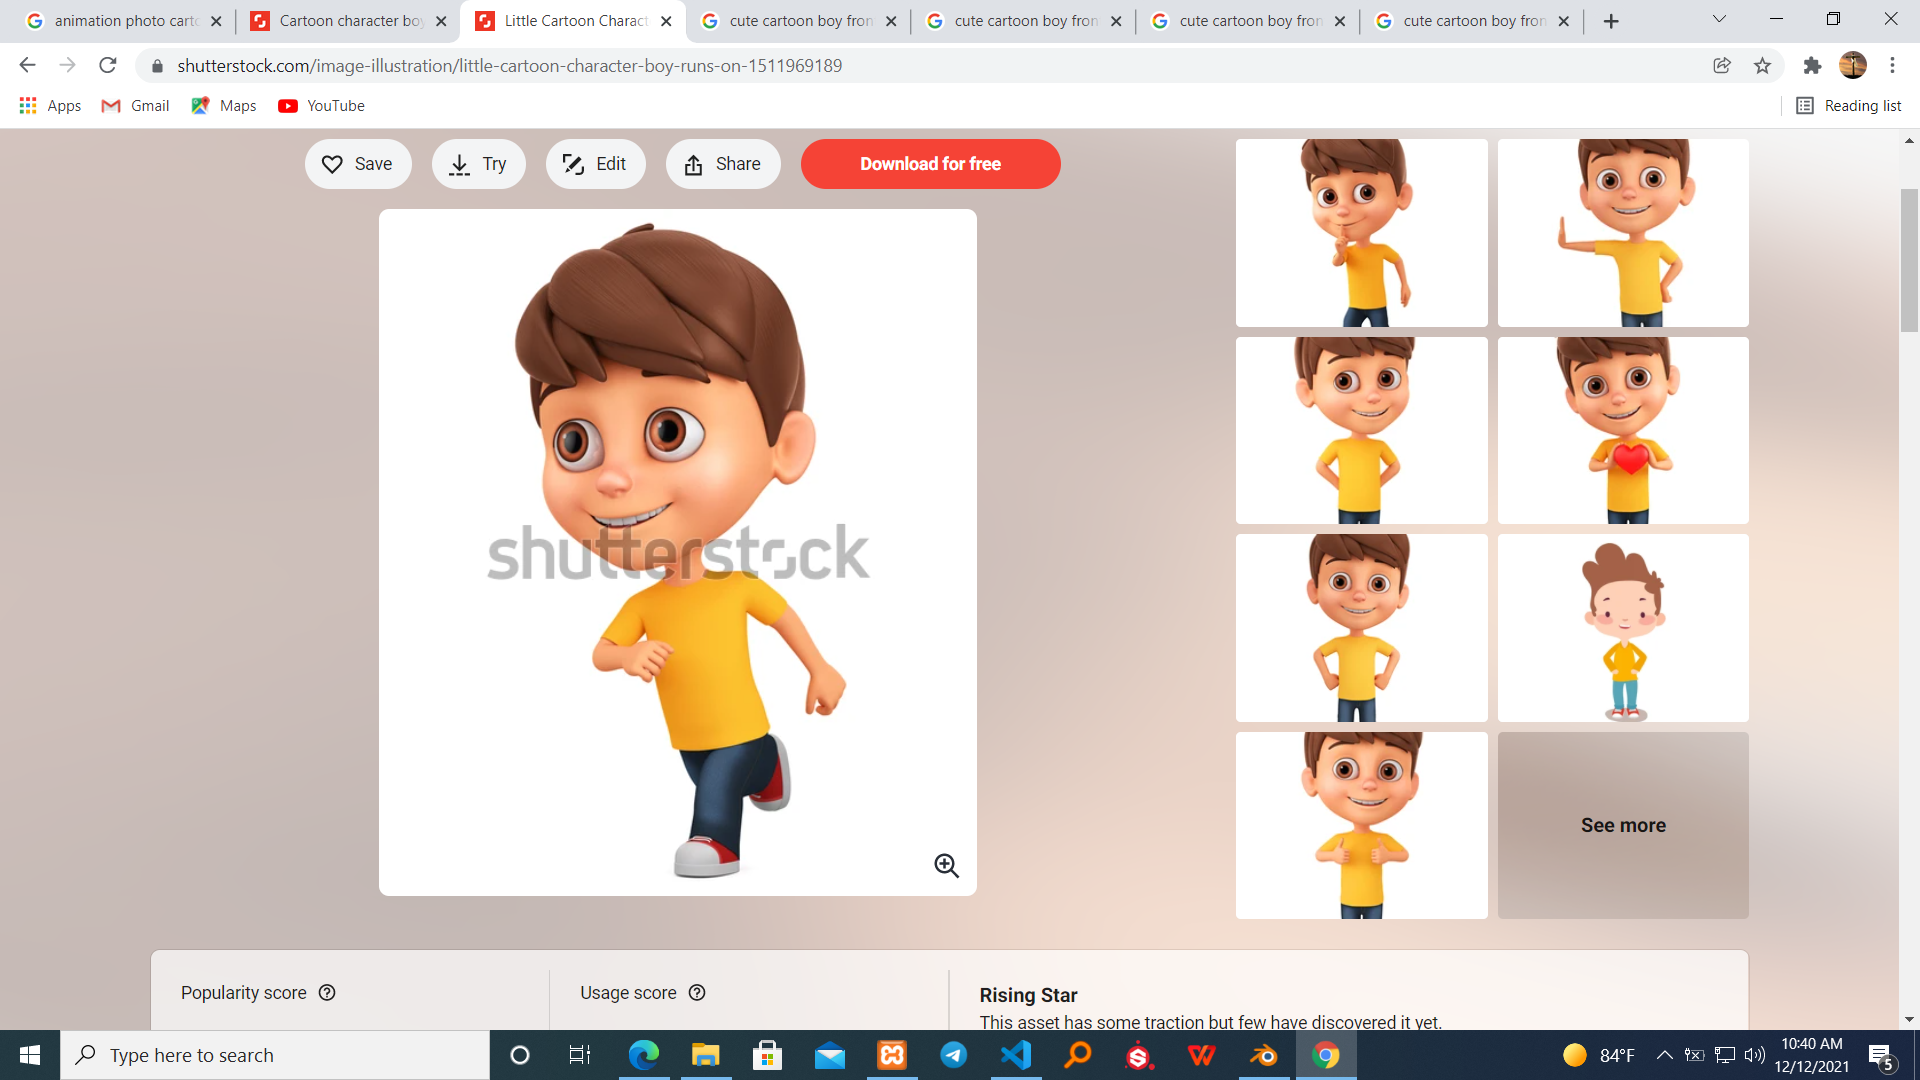 animation photo carto
Cartoon character boy
Little Cartoon Charact
cute cartoon boy fron
cute cartoon boy fron
cute cartoon boy fron
cute cartoon boy fron
shutterstock.com/image-illustration/little-cartoon-character-boy-runs-on-1511969189
Apps
Gmail
Maps
YouTube
Reading list
Save
Try
Edit
Share
Download for free
shutterstock
See more
Popularity score
Usage score
Rising Star
This asset has some traction but few have discovered it yet.
Type here to search
84°F
10:40 AM
12/12/2021
5